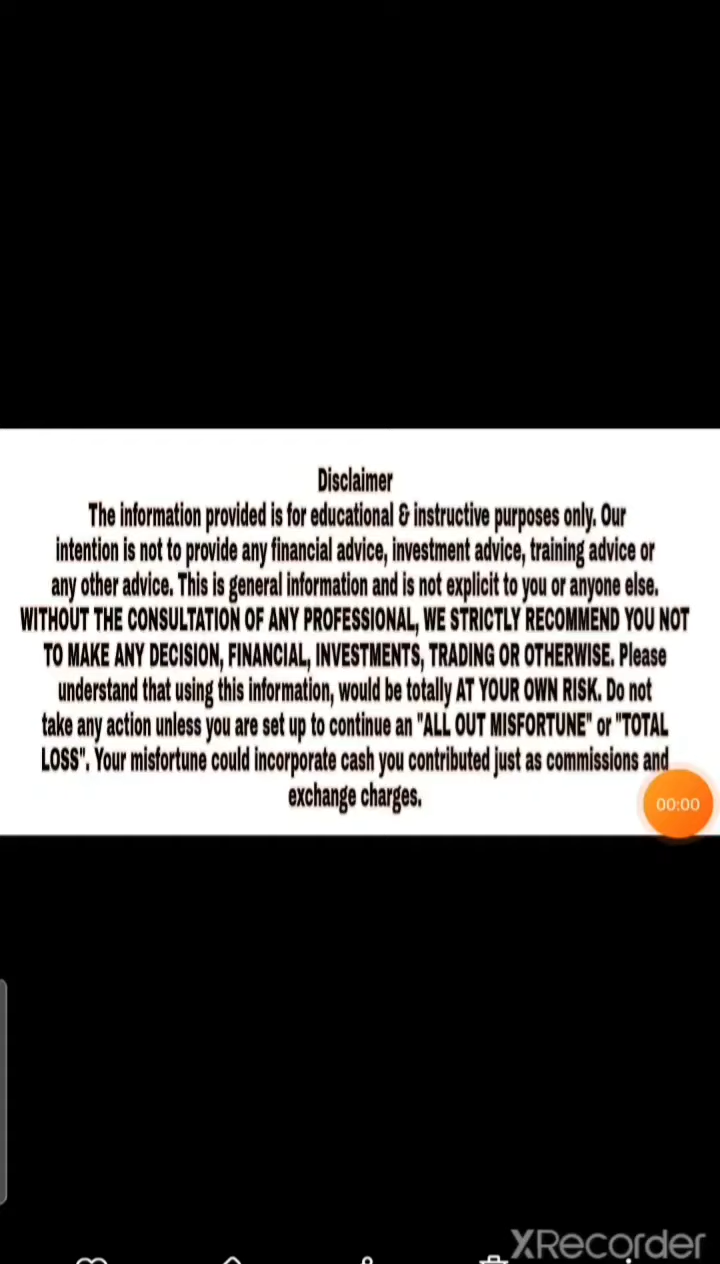 Disclaimer
The information provided is for educational & instructive purposes only. Our
intention is not to provide any financial advice, investment advice, training advice or
any other advice. This is general information and is not explicit to you or anyone else.
WITHOUT THE CONSULTATION OF ANY PROFESSIONAL, WE STRICTLY RECOMMEND YOU NOT
TO MAKE ANY DECISION, FINANCIAL, INVESTMENTS, TRADING OR OTHERWISE. Please
understand that using this information, would be totally AT YOUR OWN RISK. Do not
take any action unless you are set up to continue an "ALL OUT MISFORTUNE" or "TOTAL
LOSS". Your misfortune could incorporate cash you contributed just as commissions and
exchange charges.
00:00
XRecorder